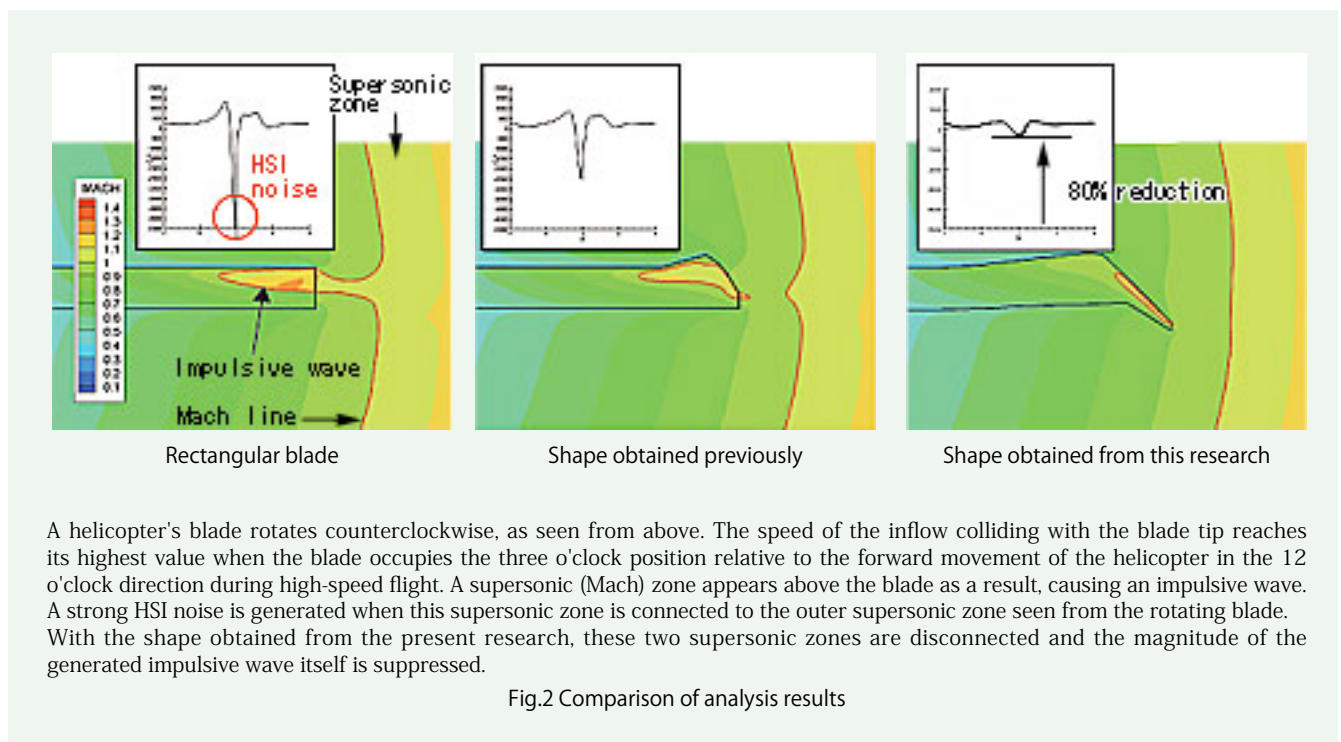 Supersonic
zone
HSI
noise
MACH
1.4
1.3
1.2
1.1
1
0.9
0.8
0.7
0.6
0.5
0.4
0.3
0.2
0.1
Impulsive wave
Mach line
80% reduction
Rectangular blade
Shape obtained previously
Shape obtained from this research
A helicopter's blade rotates counterclockwise, as seen from above. The speed of the inflow colliding with the blade tip reaches
its highest value when the blade occupies the three o'clock position relative to the forward movement of the helicopter in the 12
o'clock direction during high-speed flight. A supersonic (Mach) zone appears above the blade as a result, causing an impulsive wave.
A strong HSI noise is generated when this supersonic zone is connected to the outer supersonic zone seen from the rotating blade.
With the shape obtained from the present research, these two supersonic zones are disconnected and the magnitude of the
generated impulsive wave itself is suppressed.
Fig.2 Comparison of analysis results